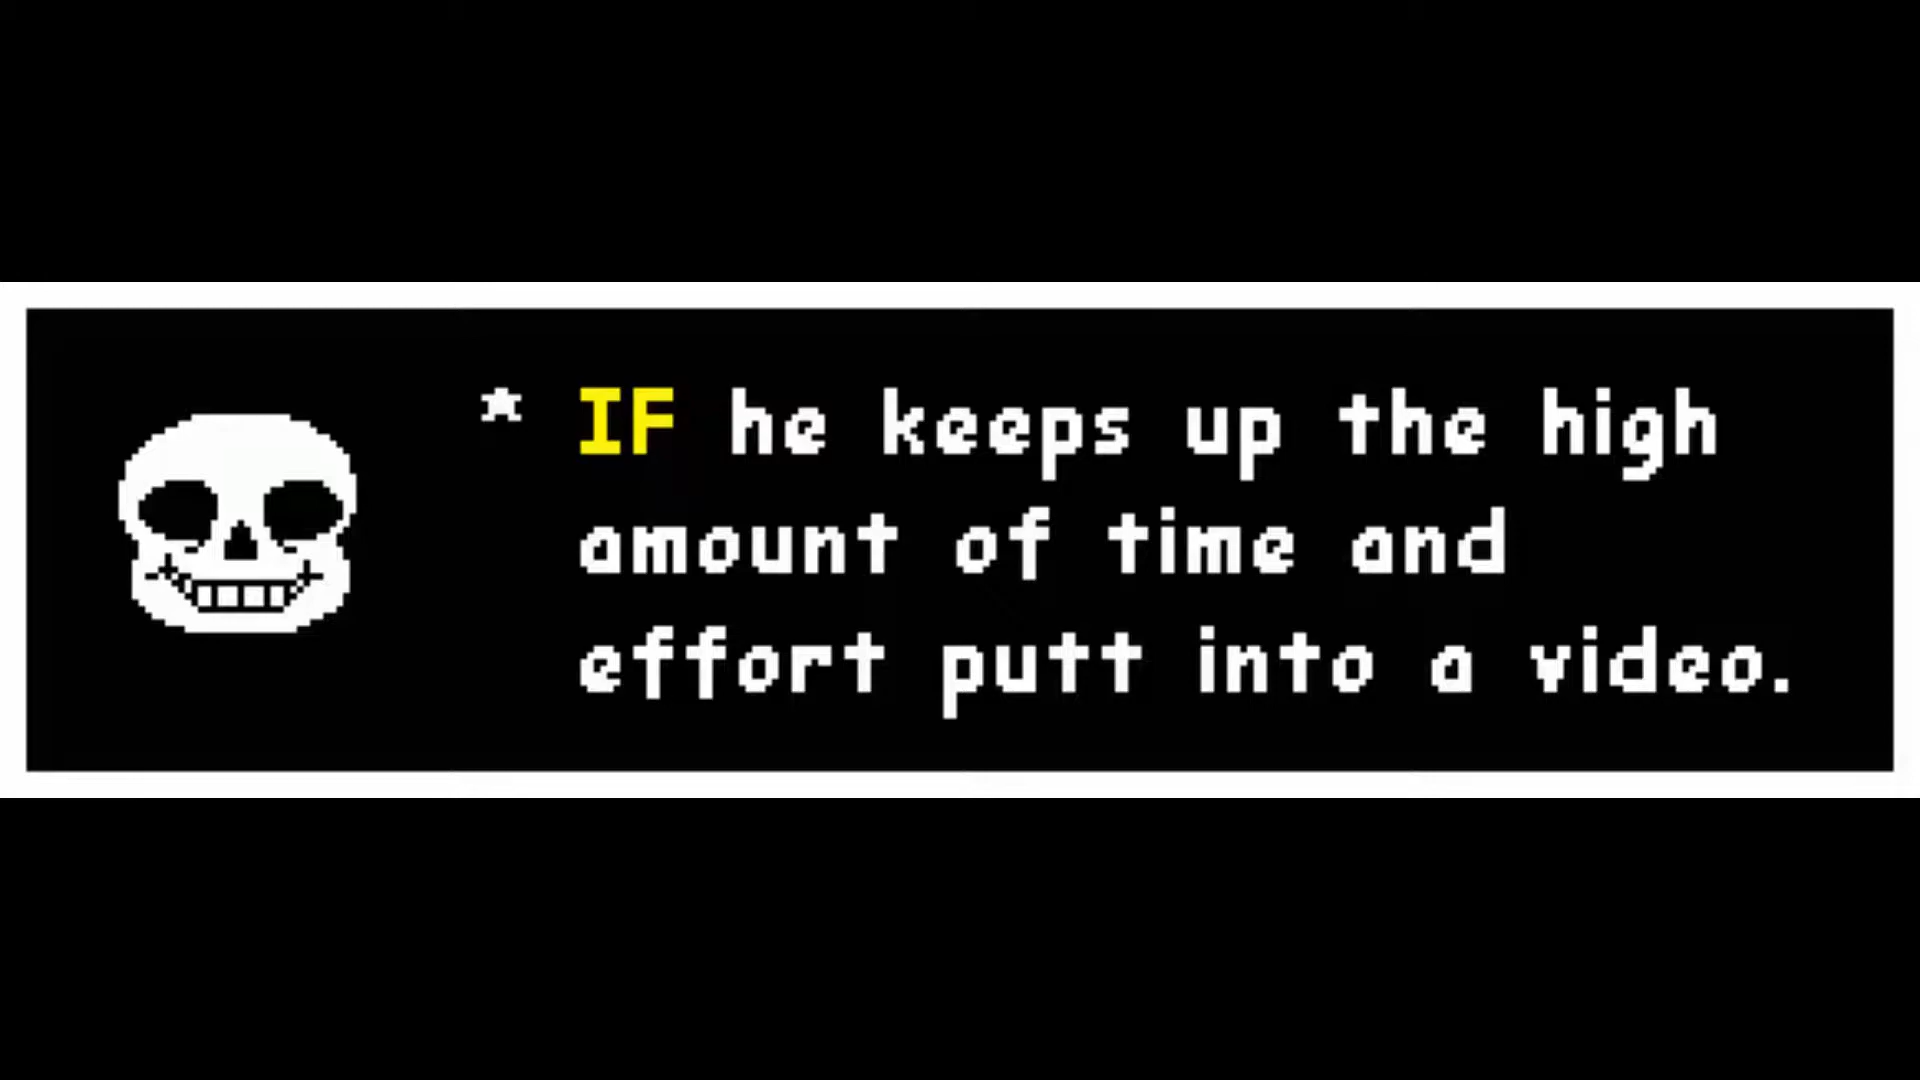 * IF he keeps up the high
amount of time and
effort putt into a video.